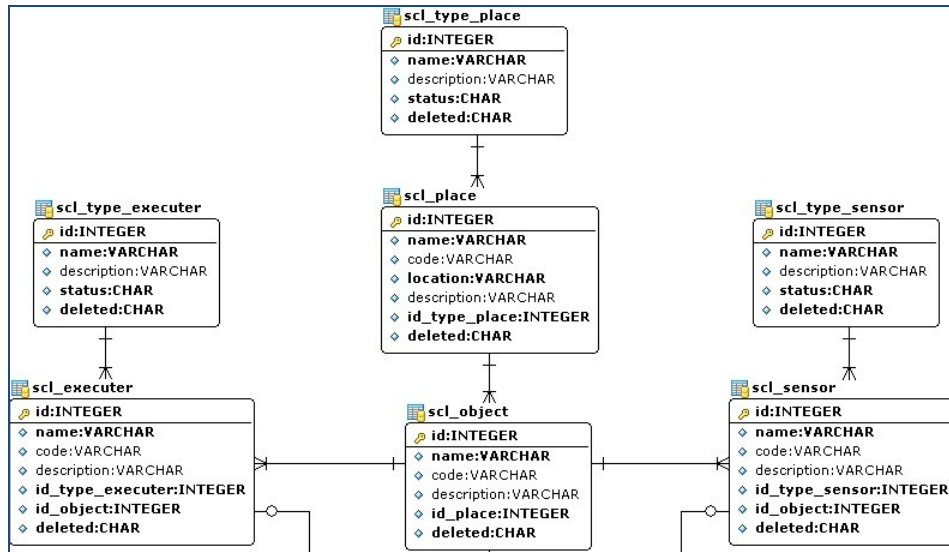 scl_type_place
id:INTEGER
name:VARCHAR
description:VARCHAR
status:CHAR
deleted:CHAR
scl_place
id:INTEGER
name:VARCHAR
code:VARCHAR
location:VARCHAR
description:VARCHAR
id_type_place:INTEGER
deleted:CHAR
scl_type_executer
id:INTEGER
name:VARCHAR
description:VARCHAR
status:CHAR
deleted:CHAR
scl_type_sensor
id:INTEGER
name:VARCHAR
description:VARCHAR
status:CHAR
deleted:CHAR
scl_executer
id:INTEGER
name:VARCHAR
code:VARCHAR
description:VARCHAR
id_type_executer:INTEGER
id_object:INTEGER
deleted:CHAR
scl_object
id:INTEGER
name:VARCHAR
code:VARCHAR
description:VARCHAR
id_place:INTEGER
deleted:CHAR
scl_sensor
id:INTEGER
name:VARCHAR
code:VARCHAR
description:VARCHAR
id_type_sensor:INTEGER
id_object:INTEGER
deleted:CHAR